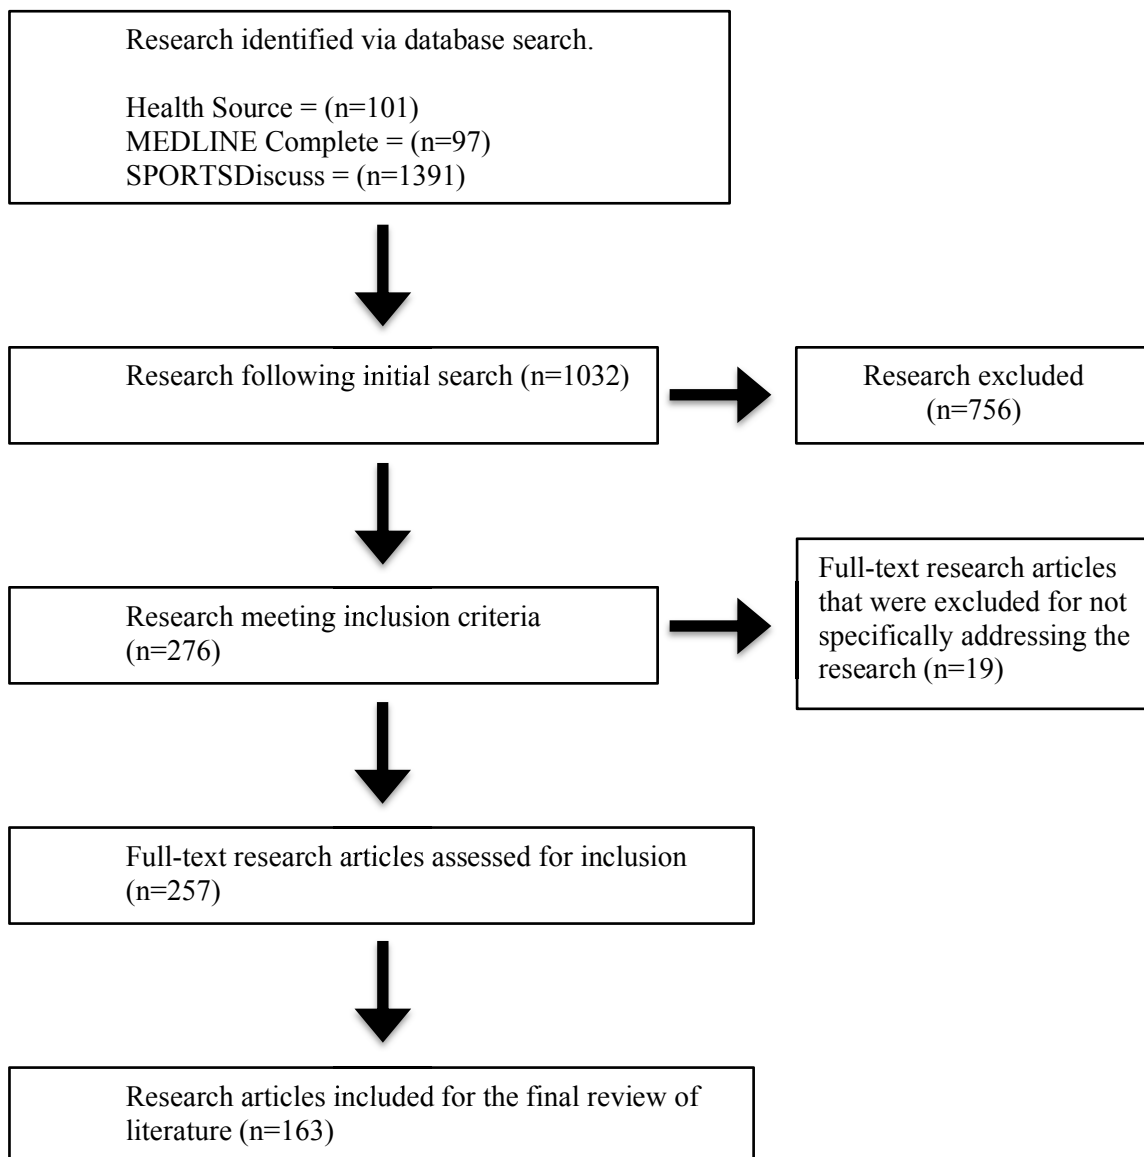 Research identified via database search.
Health Source = (n=101)
MEDLINE Complete = (n=97)
SPORTSDiscuss = (n=1391)
Research following initial search (n=1032)
Research excluded
(n=756)
Research meeting inclusion criteria
(n=276)
Full-text research articles
that were excluded for not
specifically addressing the
research (n=19)
Full-text research articles assessed for inclusion
(n=257)
Research articles included for the final review of
literature (n=163)